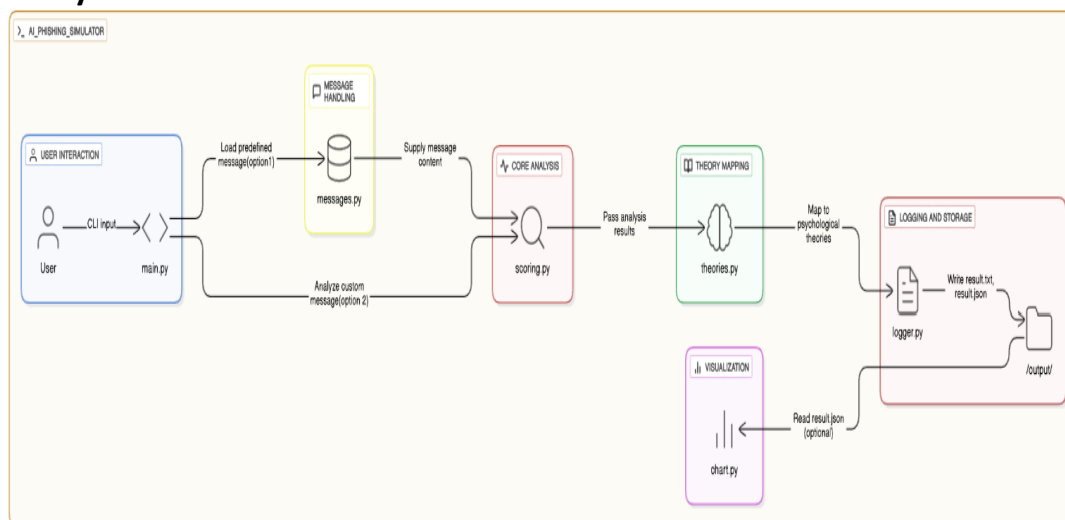 >_ AI_PHISHING_SIMULATOR
MESSAGE
HANDLING
USER INTERACTION
Load predefined
message(option1)
Supply message
content
messages.py
CORE ANALYSIS
THEORY MAPPING
CLI input
User
main.py
Pass analysis
results
scoring.py
theories.py
Map to
psychological
theories
LOGGING AND STORAGE
Analyze custom
message(option 2)
Write result.txt,
result.json
logger.py
/output/
VISUALIZATION
Read result.json
(optional)
chart.py